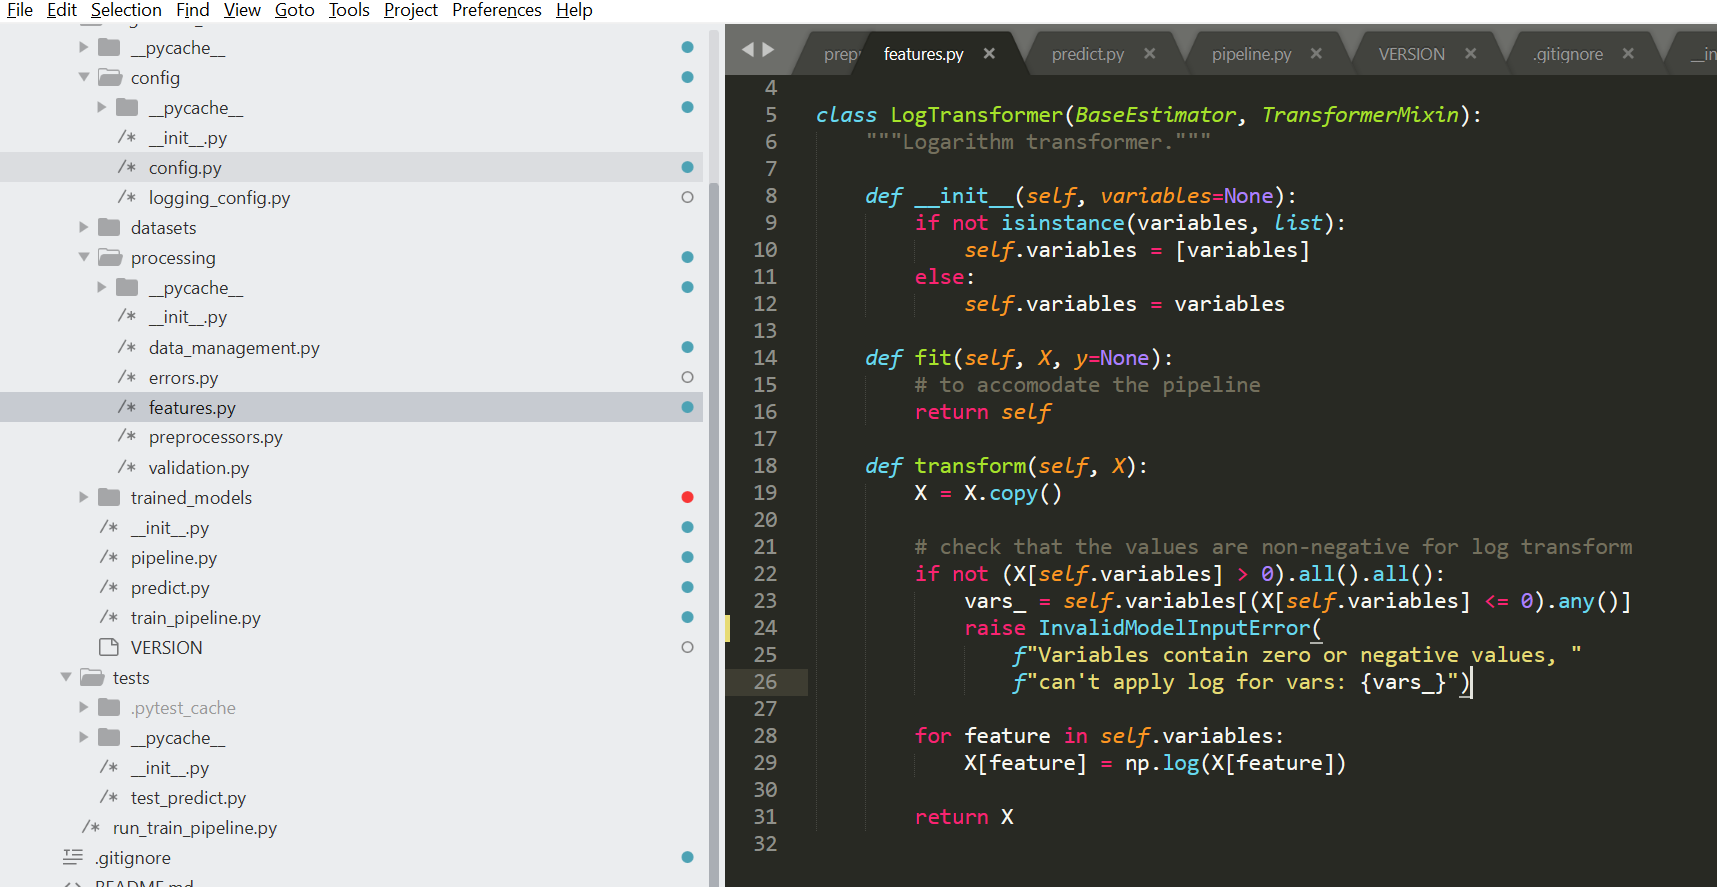 File Edit Selection Find View Goto Tools Project Preferences Help
__pycache__
config
__pycache__
/* __init__.py
/* config.py
/* logging_config.py
datasets
processing
__pycache__
/* __init__.py
/* data_management.py
/* errors.py
/* features.py
/* preprocessors.py
/* validation.py
trained_models
/* __init__.py
/* pipeline.py
/* predict.py
/* train_pipeline.py
VERSION
tests
.pytest_cache
__pycache__
/* __init__.py
/* test_predict.py
/* run_train_pipeline.py
.gitignore
README.md
prep features.py × predict.py × pipeline.py × VERSION × .gitignore × __in
4
5 class LogTransformer(BaseEstimator, TransformerMixin):
6 """Logarithm transformer."""
7
8 def __init__(self, variables=None):
9 if not isinstance(variables, list):
10 self.variables = [variables]
11 else:
12 self.variables = variables
13
14 def fit(self, X, y=None):
15 # to accomodate the pipeline
16 return self
17
18 def transform(self, X):
19 X = X.copy()
20
21 # check that the values are non-negative for log transform
22 if not (X[self.variables] > 0).all().all():
23 vars_ = self.variables[(X[self.variables] <= 0).any()]
24 raise InvalidModelInputError(
25 f"Variables contain zero or negative values, "
26 f"can't apply log for vars: {vars_}")
27
28 for feature in self.variables:
29 X[feature] = np.log(X[feature])
30
31 return X
32